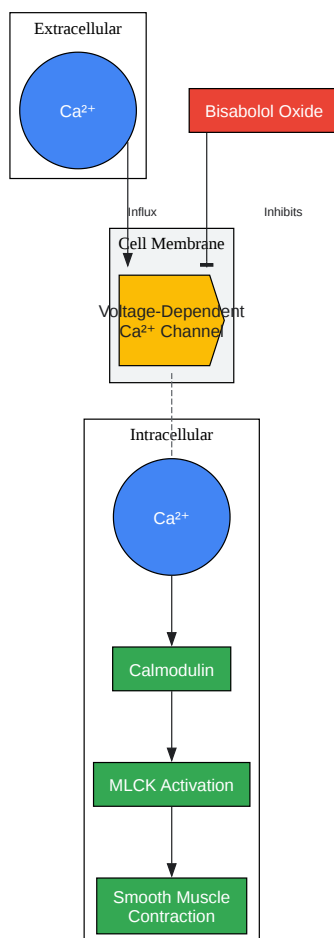 Extracellular
Ca²⁺
Bisabolol Oxide
Influx
Inhibits
Cell Membrane
Voltage-Dependent
Ca²⁺ Channel
Intracellular
Ca²⁺
Calmodulin
MLCK Activation
Smooth Muscle
Contraction